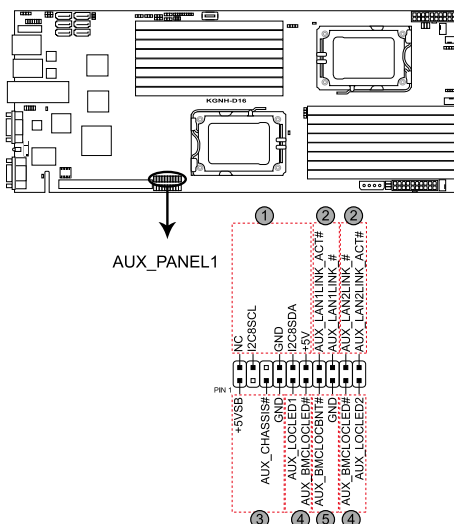 KGNH-D16
AUX_PANEL1
1
2
2
NC
I2C8SCL
GND
I2C8SDA
+5V
AUX_LAN1LINK_ACT#
AUX_LAN1LINK_#
AUX_LAN2LINK_#
AUX_LAN2LINK_ACT#
PIN 1
+5VSB
AUX_CHASSIS#
GND
AUX_LOCLED1
AUX_BMCLOCLED#
AUX_BMCLOCBNT#
GND
AUX_BMCLOCLED#
AUX_LOCLED2
3
4
5
4